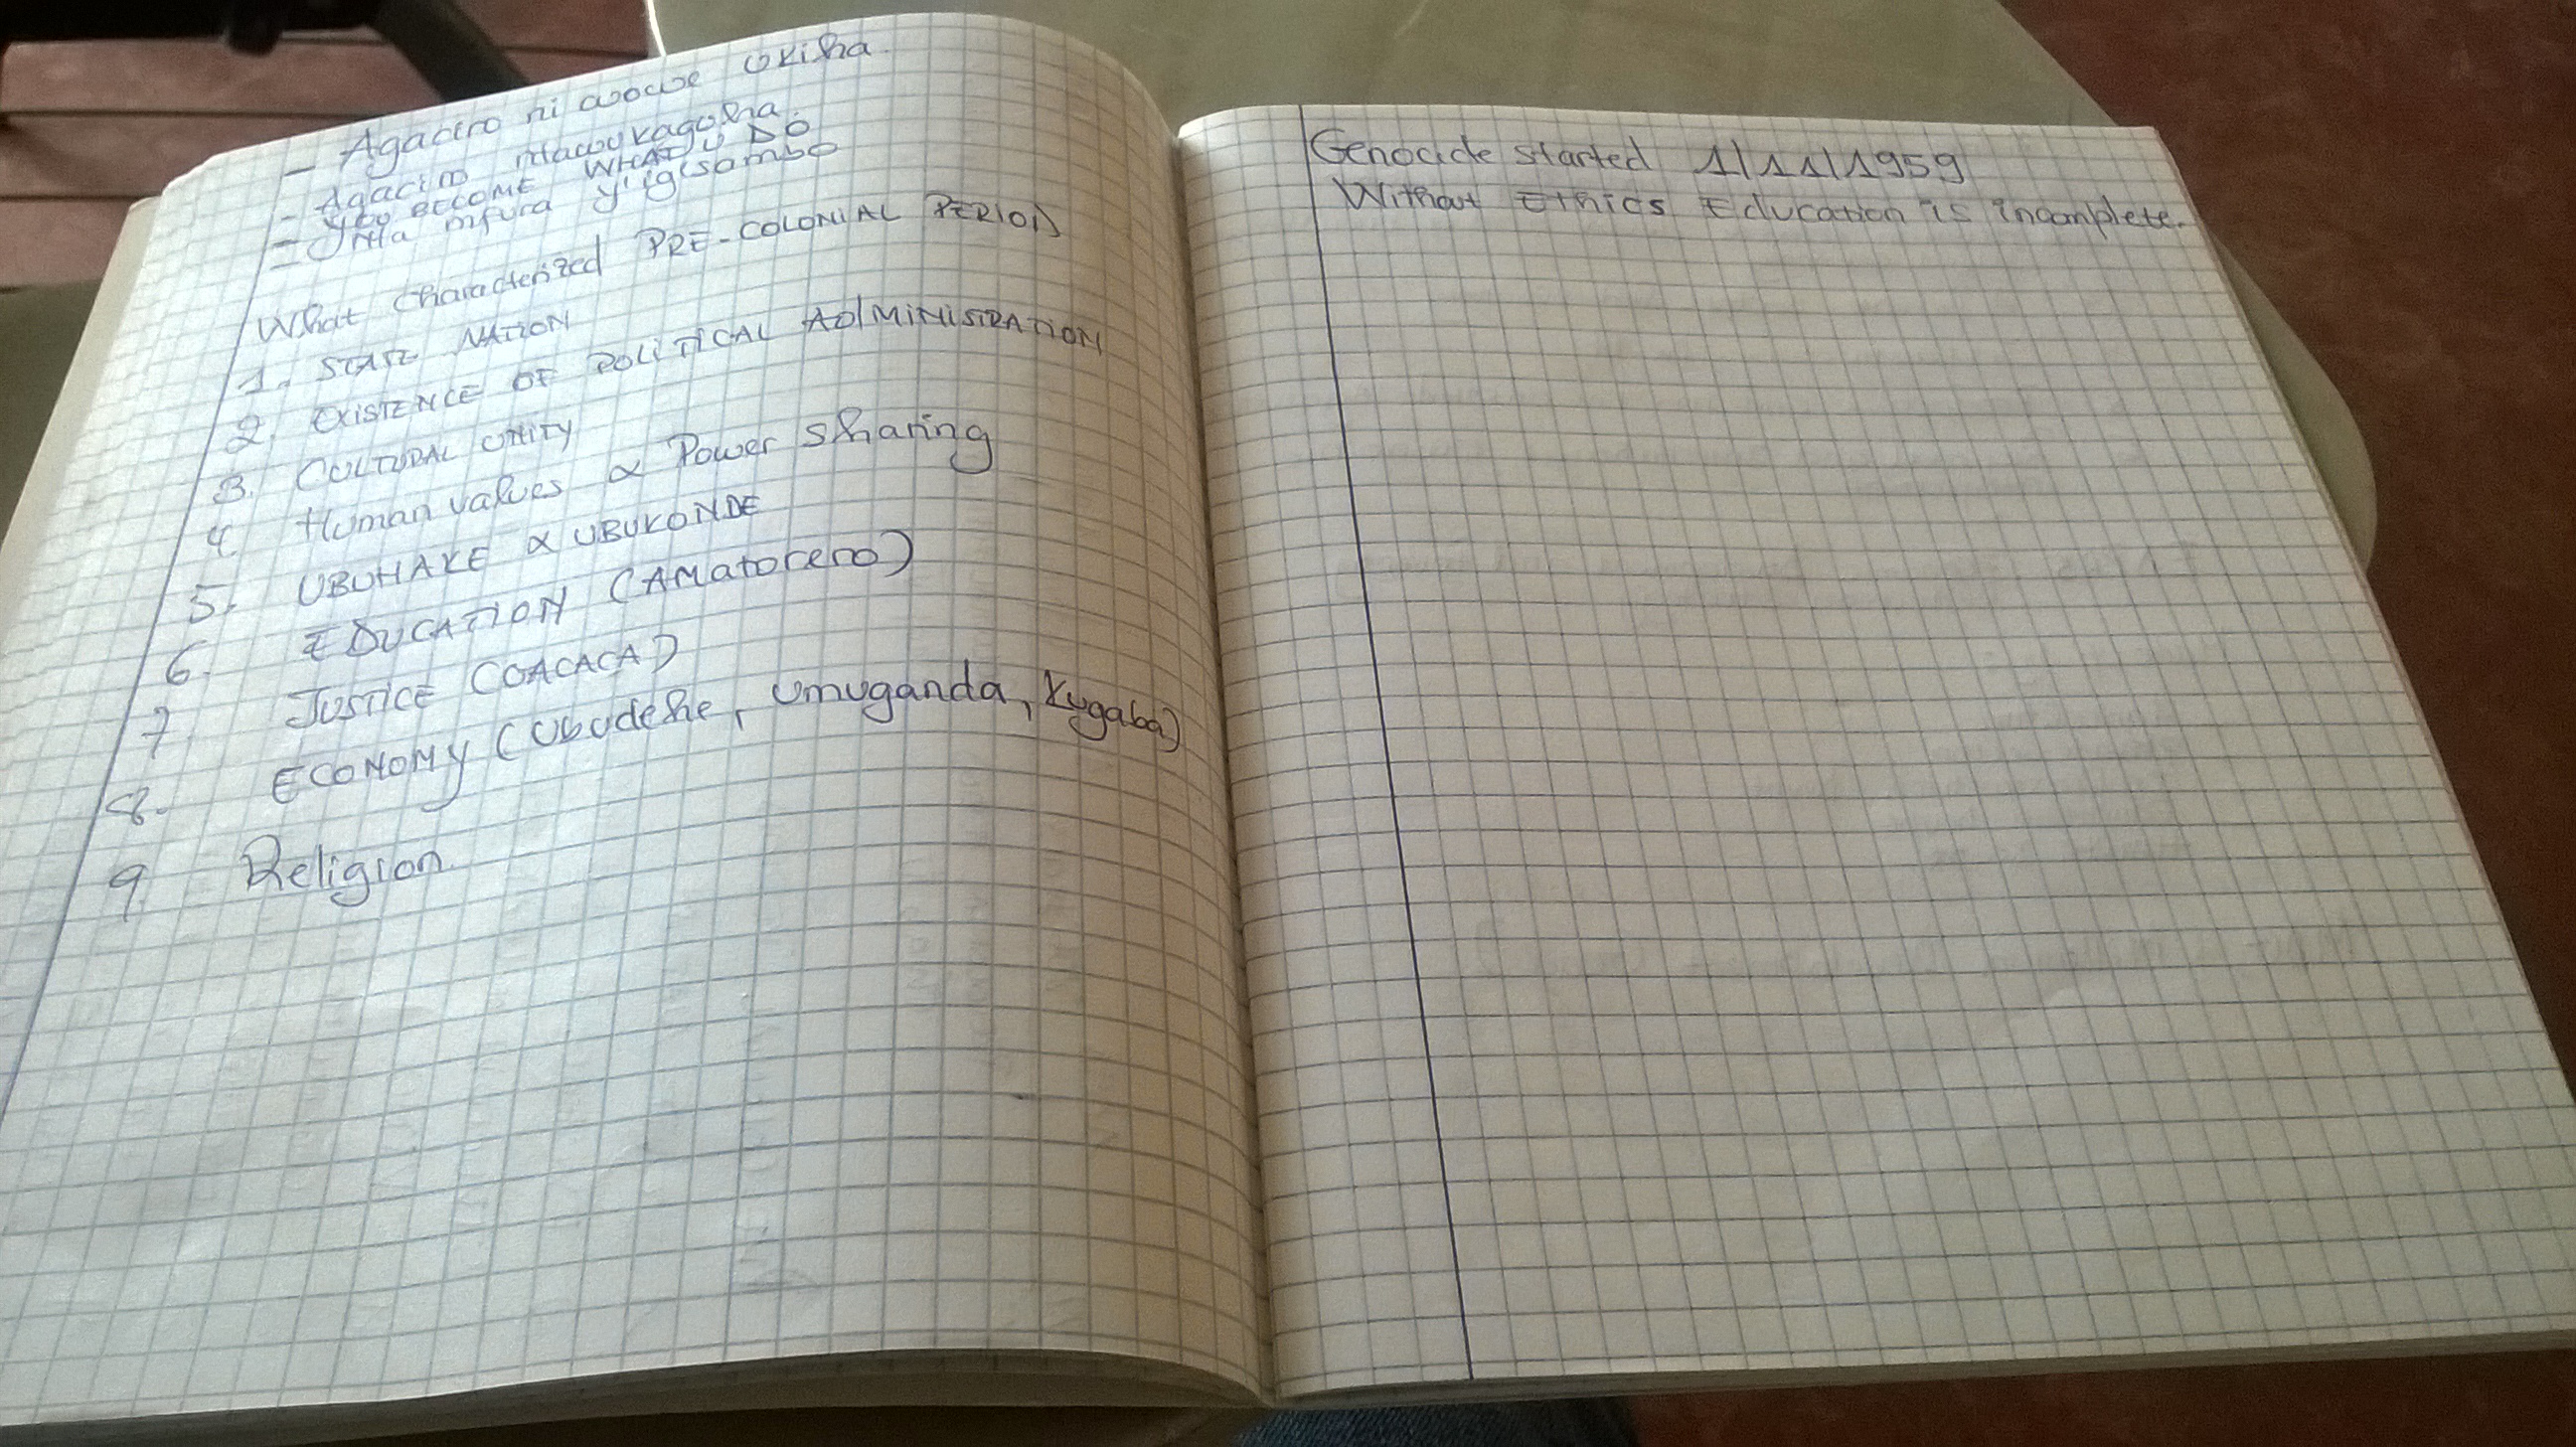 - Agaciro ni wowe ukiha.
- Agaciro ntawukaguha.
- YOU BECOME WHAT U DO
- Nta mfura y'igisambo
What characterized PRE-COLONIAL PERIOD
1. STATE NATION
2. EXISTENCE OF POLITICAL ADMINISTRATION
3. CULTURAL UNITY
4. Human values & Power sharing
5. UBUHAKE & UBUKONDE
6. EDUCATION (AMatorero)
7. JUSTICE (GACACA)
8. ECONOMY (Ubudehe, Umuganda, Kugaba)
9. Religion.
Genocide started 1/11/1959
Without Ethics Education is incomplete.